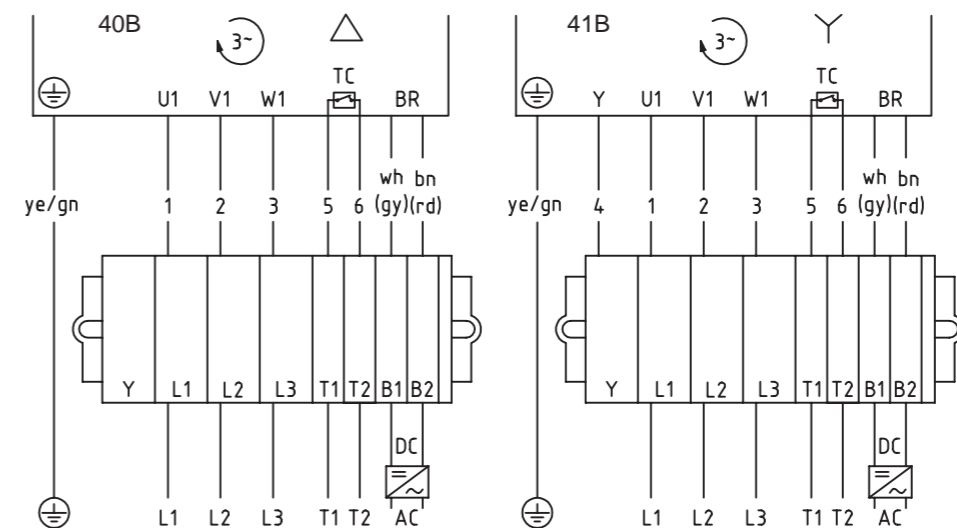 40B 3~
TC
U1 V1 W1 BR
wh bn
ye/gn 1 2 3 5 6 (gy)(rd)
Y L1 L2 L3 T1 T2 B1 B2
DC
L1 L2 L3 T1 T2 AC
41B 3~
TC
Y U1 V1 W1 BR
wh bn
ye/gn 4 1 2 3 5 6 (gy)(rd)
Y L1 L2 L3 T1 T2 B1 B2
DC
L1 L2 L3 T1 T2 AC